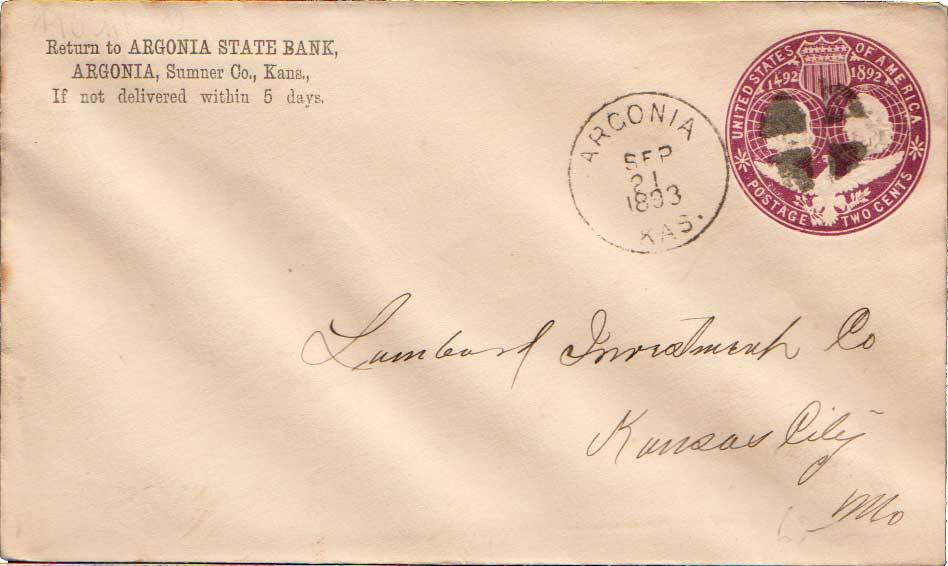 Return to ARGONIA STATE BANK,
ARGONIA, Sumner Co., Kans.,
If not delivered within 5 days.
ARGONIA
SEP
21
1893
KAS.
UNITED STATES OF AMERICA
1492 1892
POSTAGE TWO CENTS
Lombard Investment Co
Kansas City
Mo